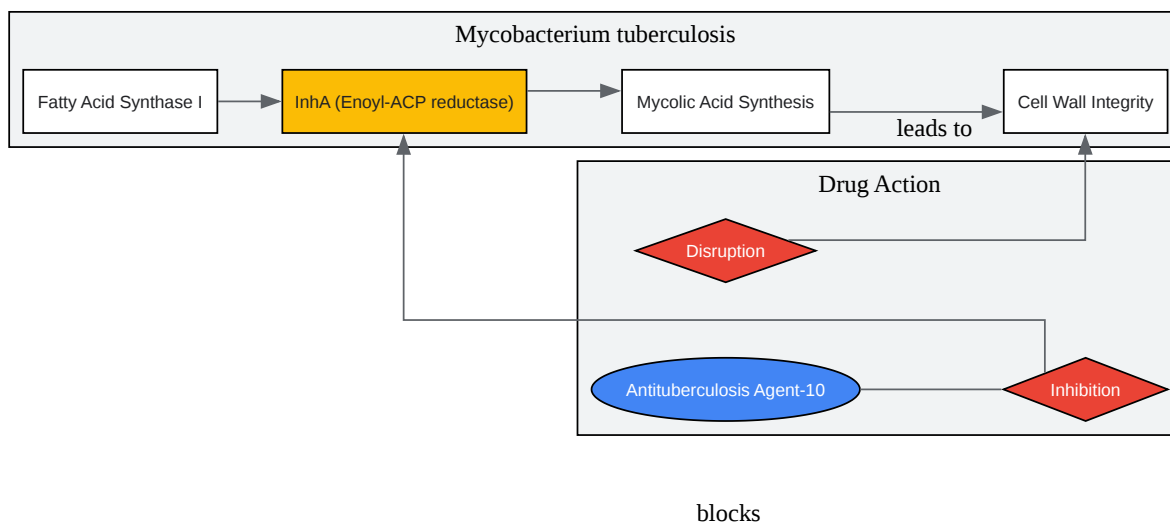 Mycobacterium tuberculosis
Fatty Acid Synthase I
InhA (Enoyl-ACP reductase)
Mycolic Acid Synthesis
Cell Wall Integrity
leads to
Drug Action
Disruption
Antituberculosis Agent-10
Inhibition
blocks